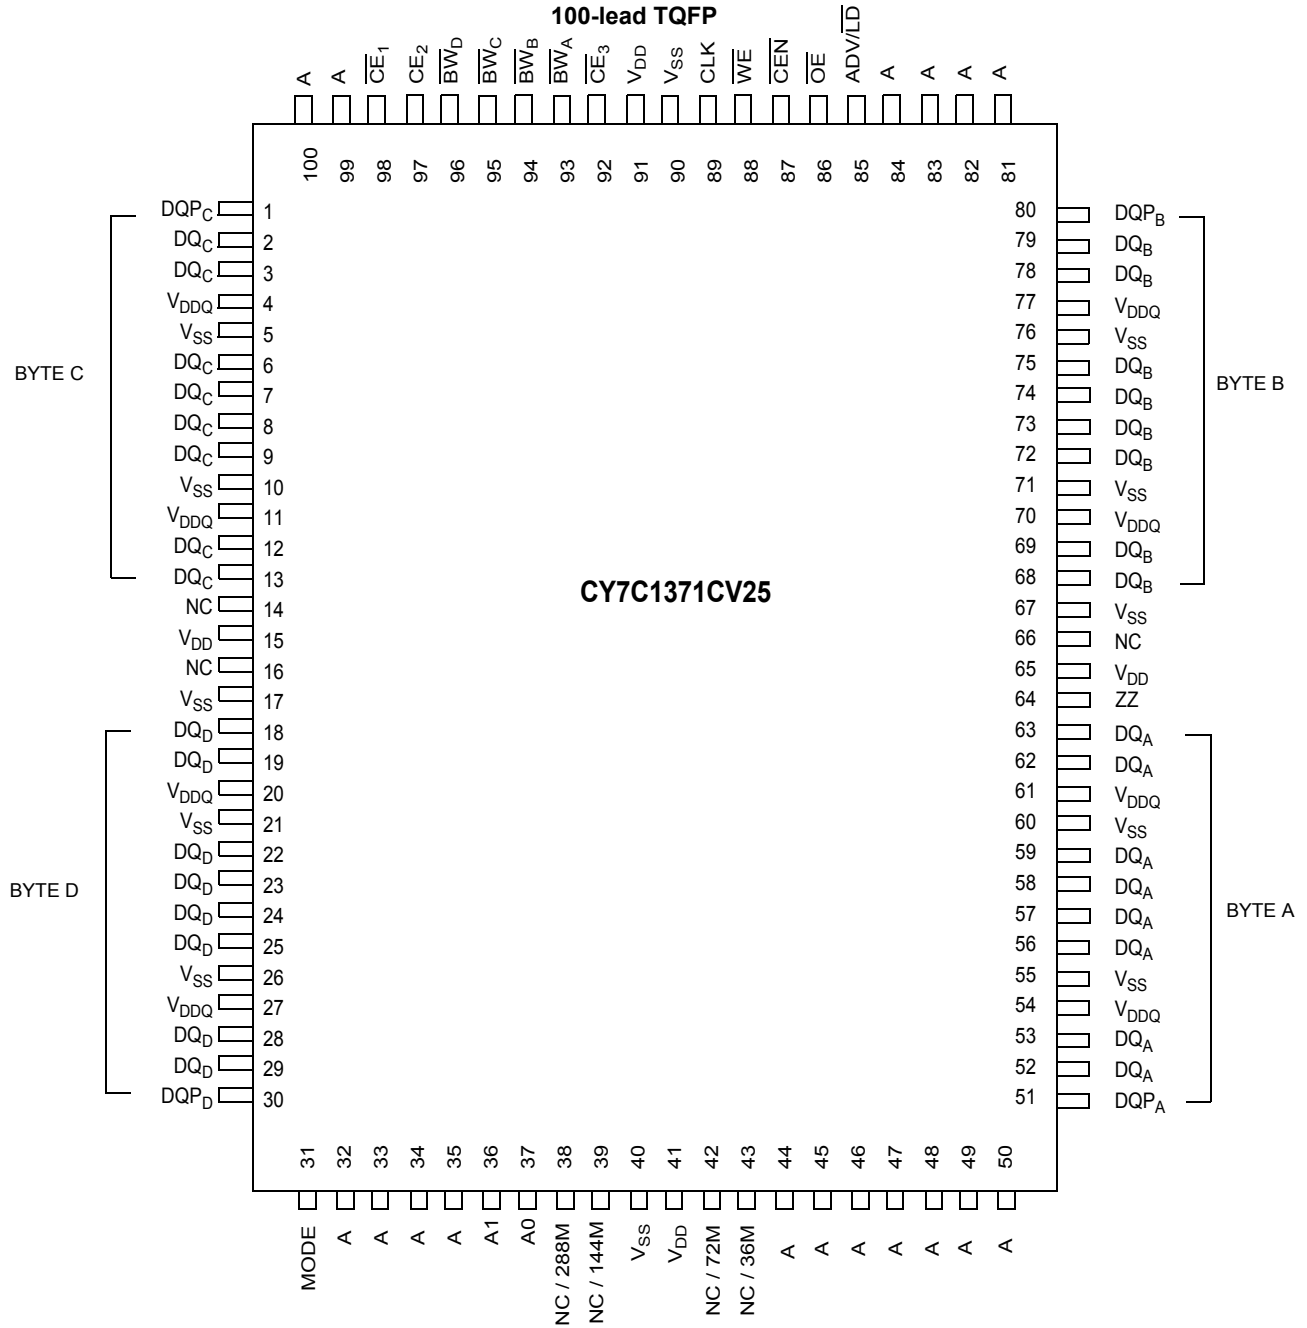 100-lead TQFP
A
A
CE1
CE2
BWD
BWC
BWB
BWA
CE3
VDD
VSS
CLK
WE
CEN
OE
ADV/LD
A
A
A
A
100
99
98
97
96
95
94
93
92
91
90
89
88
87
86
85
84
83
82
81
DQPC 1
DQC 2
DQC 3
VDDQ 4
VSS 5
DQC 6
DQC 7
DQC 8
DQC 9
VSS 10
VDDQ 11
DQC 12
DQC 13
NC 14
VDD 15
NC 16
VSS 17
DQD 18
DQD 19
VDDQ 20
VSS 21
DQD 22
DQD 23
DQD 24
DQD 25
VSS 26
VDDQ 27
DQD 28
DQD 29
DQPD 30
BYTE C
BYTE D
CY7C1371CV25
80 DQPB
79 DQB
78 DQB
77 VDDQ
76 VSS
75 DQB
74 DQB
73 DQB
72 DQB
71 VSS
70 VDDQ
69 DQB
68 DQB
67 VSS
66 NC
65 VDD
64 ZZ
63 DQA
62 DQA
61 VDDQ
60 VSS
59 DQA
58 DQA
57 DQA
56 DQA
55 VSS
54 VDDQ
53 DQA
52 DQA
51 DQPA
BYTE B
BYTE A
31
32
33
34
35
36
37
38
39
40
41
42
43
44
45
46
47
48
49
50
MODE
A
A
A
A
A1
A0
NC / 288M
NC / 144M
VSS
VDD
NC / 72M
NC / 36M
A
A
A
A
A
A
A